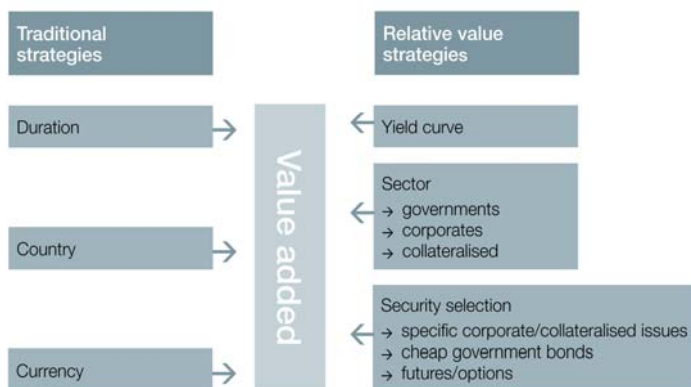 Traditional
strategies
Relative value
strategies
Duration
Value added
Yield curve
Sector
→ governments
→ corporates
→ collateralised
Country
Security selection
→ specific corporate/collateralised issues
→ cheap government bonds
→ futures/options
Currency